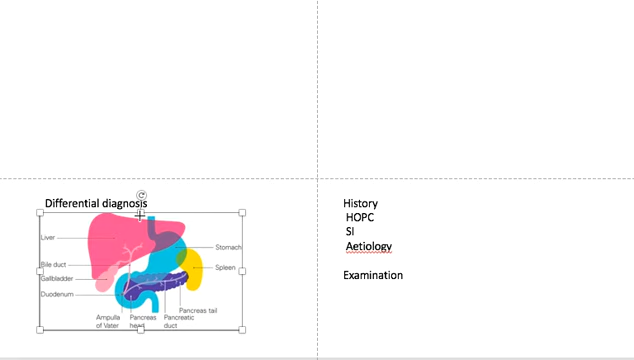 Differential diagnosis
Liver
Bile duct
Gallbladder
Duodenum
Stomach
Spleen
Pancreas tail
Ampulla
of Vater
Pancreas
head
Pancreatic
duct
History
HOPC
SI
Aetiology
Examination